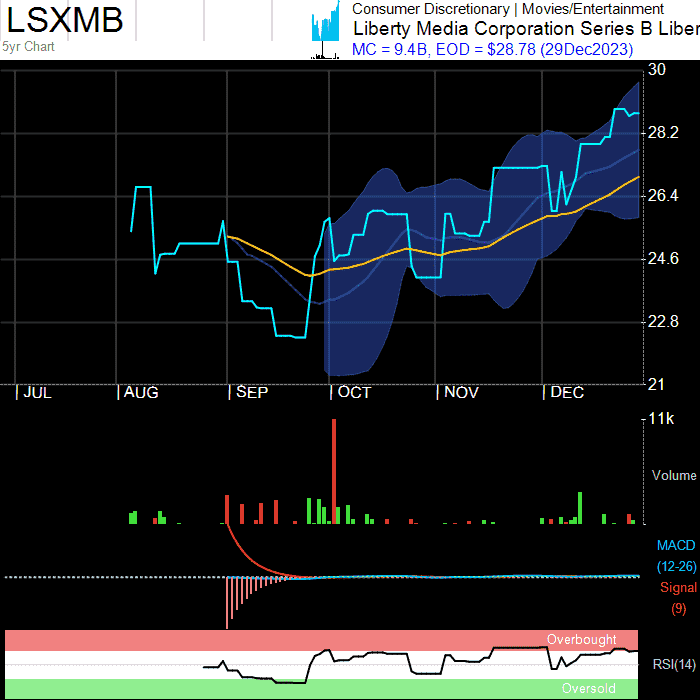 LSXMB
Consumer Discretionary | Movies/Entertainment
Liberty Media Corporation Series B Liber
5yr Chart
MC = 9.4B, EOD = $28.78 (29Dec2023)
30
28.2
26.4
24.6
22.8
21
JUL AUG SEP OCT NOV DEC
11k
Volume
MACD
(12-26)
Signal
(9)
Overbought
RSI(14)
Oversold